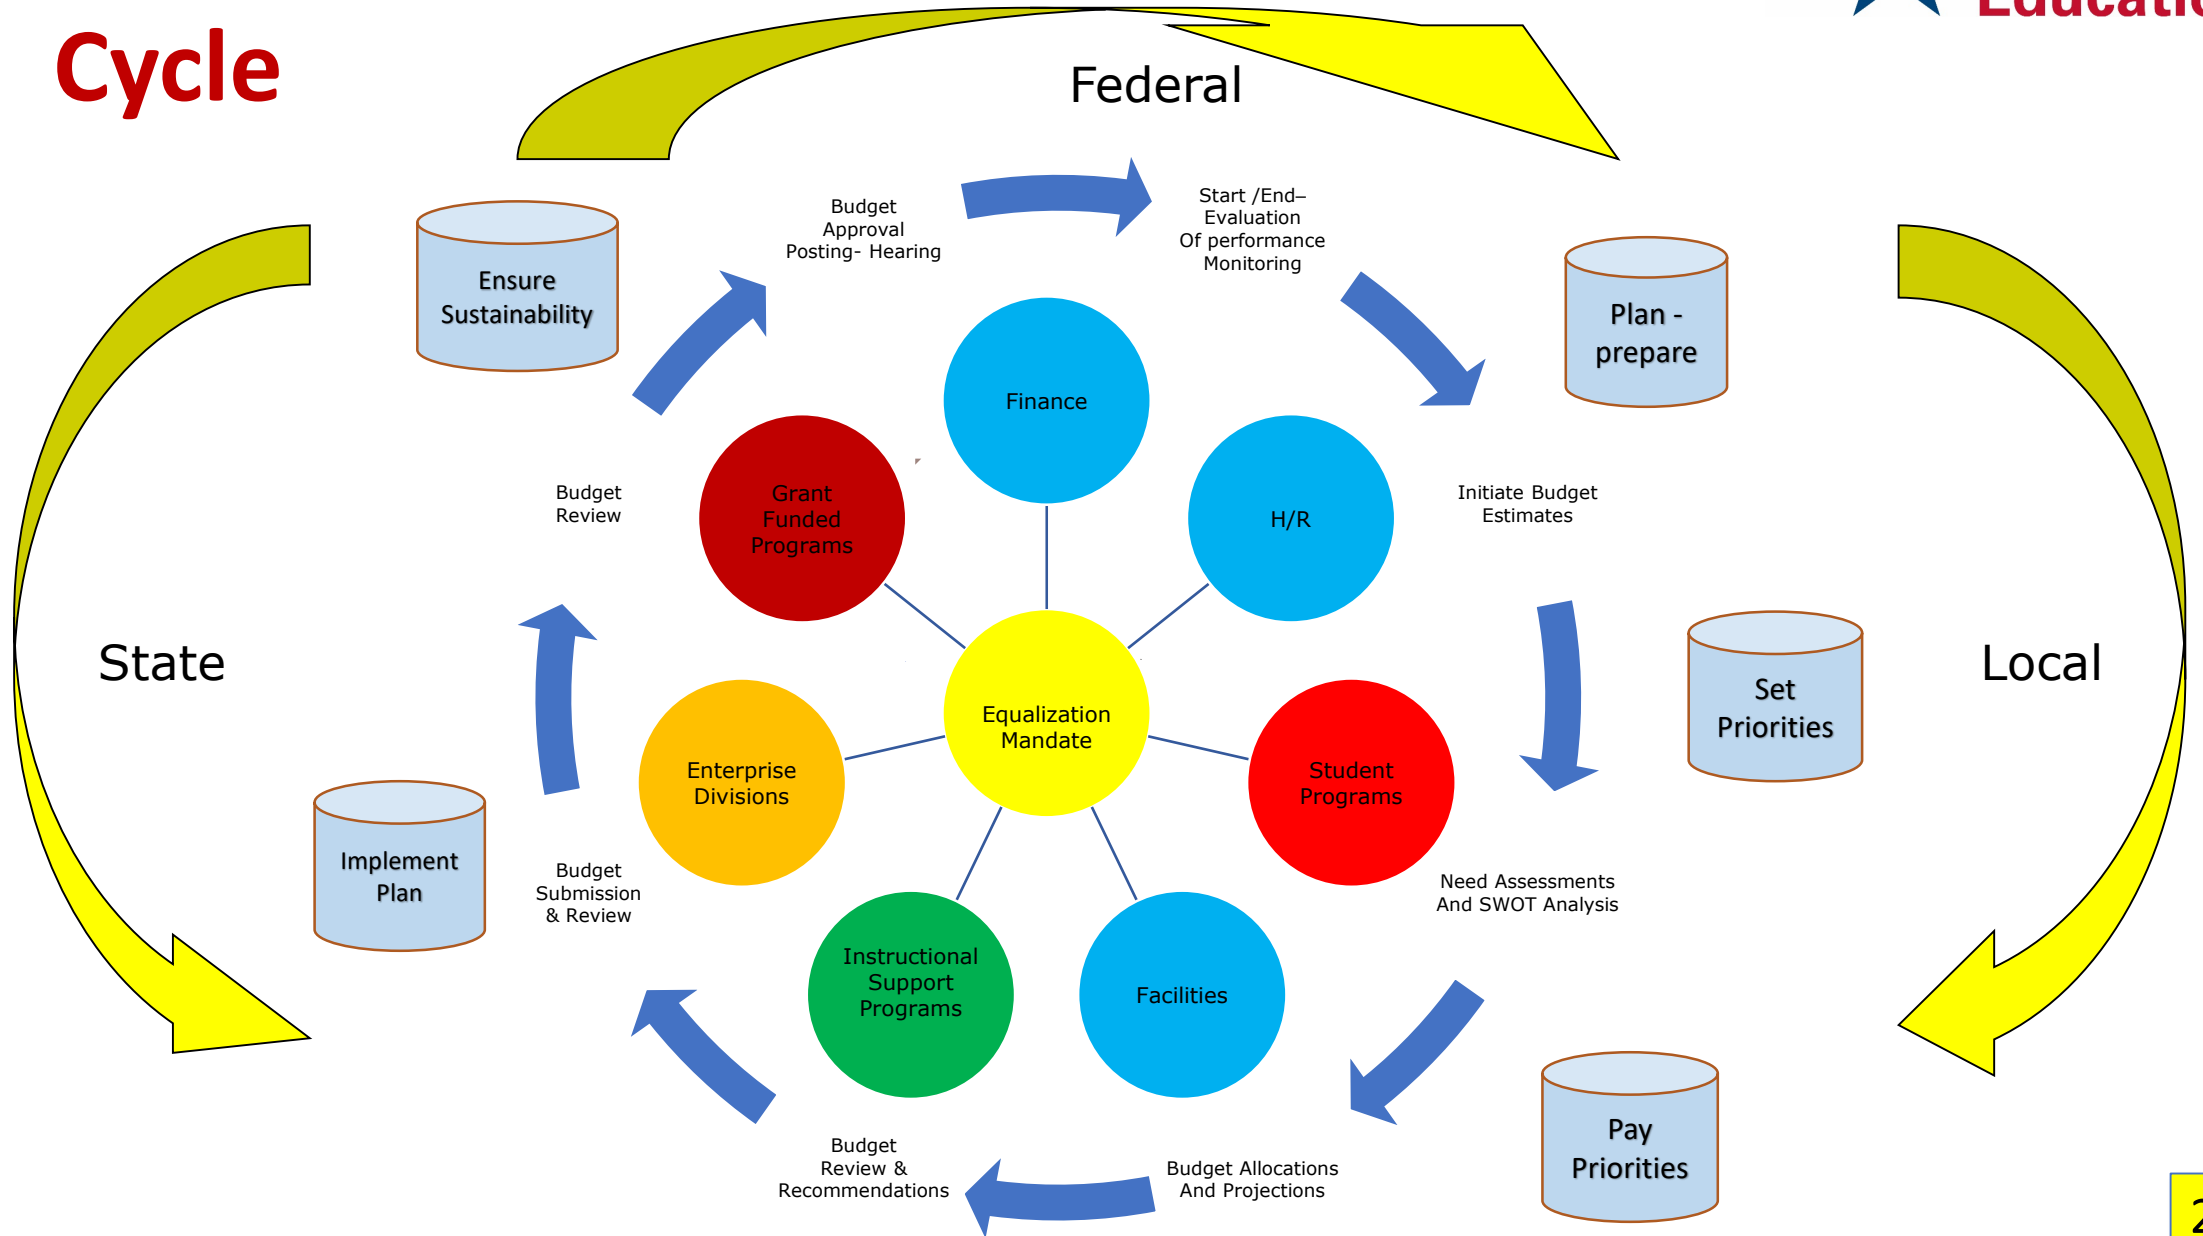 Cycle
Federal
Budget
Approval
Posting- Hearing
Start /End–
Evaluation
Of performance
Monitoring
Ensure
Sustainability
Plan -
prepare
Finance
Grant
Funded
Programs
H/R
Budget
Review
Initiate Budget
Estimates
State
Local
Equalization
Mandate
Set
Priorities
Enterprise
Divisions
Student
Programs
Implement
Plan
Budget
Submission
& Review
Need Assessments
And SWOT Analysis
Instructional
Support
Programs
Facilities
Budget
Review &
Recommendations
Budget Allocations
And Projections
Pay
Priorities